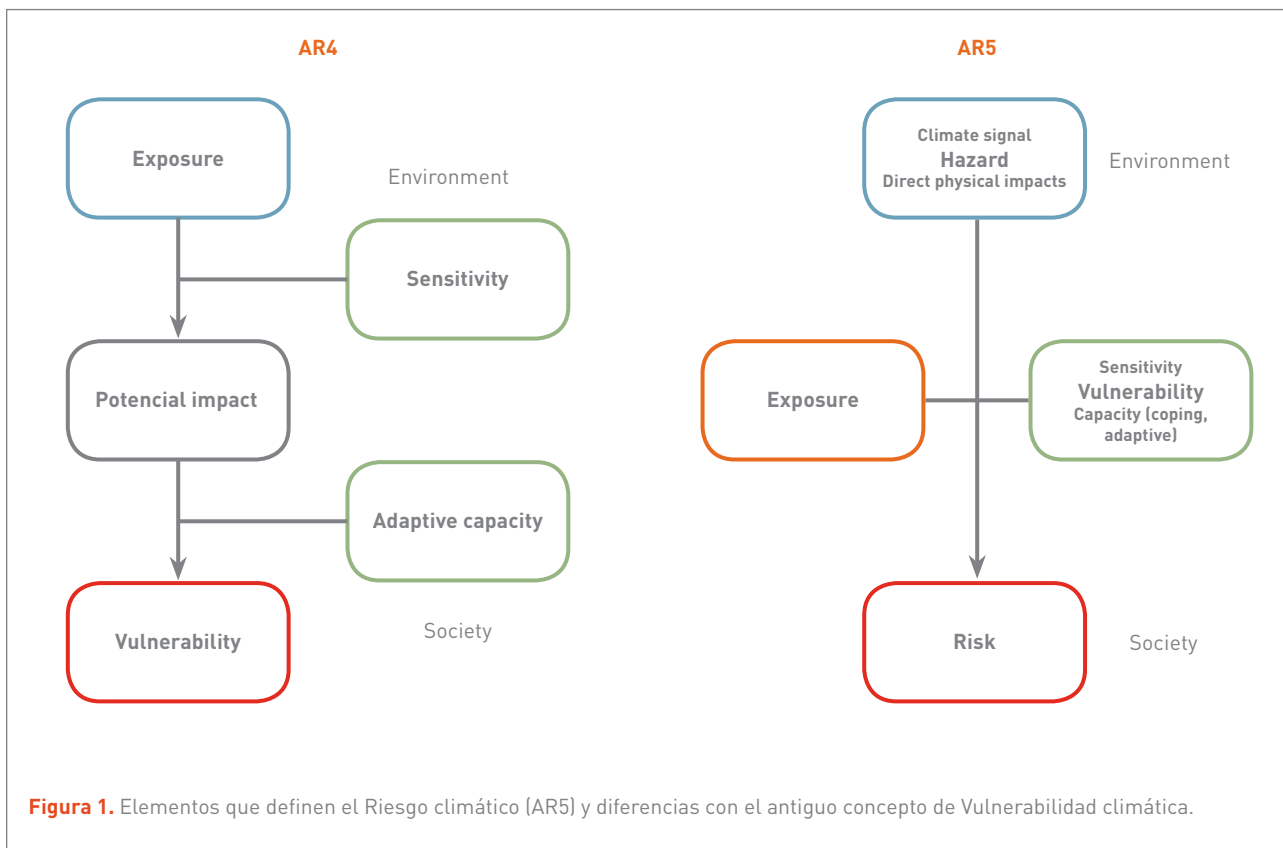 AR4
Exposure
Environment
Sensitivity
Potencial impact
Adaptive capacity
Vulnerability
Society
AR5
Climate signal
Hazard
Direct physical impacts
Environment
Exposure
Sensitivity
Vulnerability
Capacity (coping,
adaptive)
Risk
Society
Figura 1. Elementos que definen el Riesgo climático (AR5) y diferencias con el antiguo concepto de Vulnerabilidad climática.